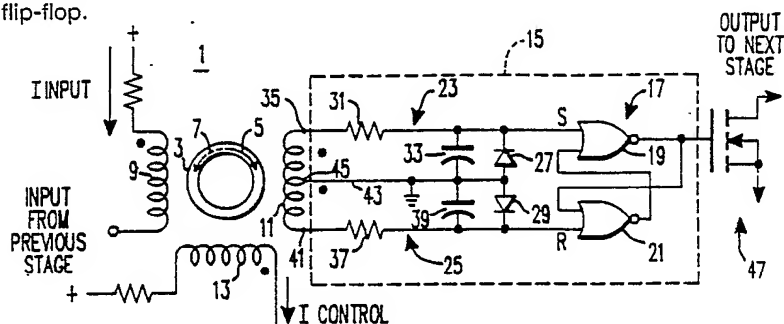 flip-flop.
+
+
1
I INPUT
15
OUTPUT
TO NEXT
STAGE
35
31
23
17
S
7
5
3
9
33
27
19
45
43
INPUT
FROM
PREVIOUS
STAGE
11
39
29
41
37
25
R
21
47
13
+
I CONTROL